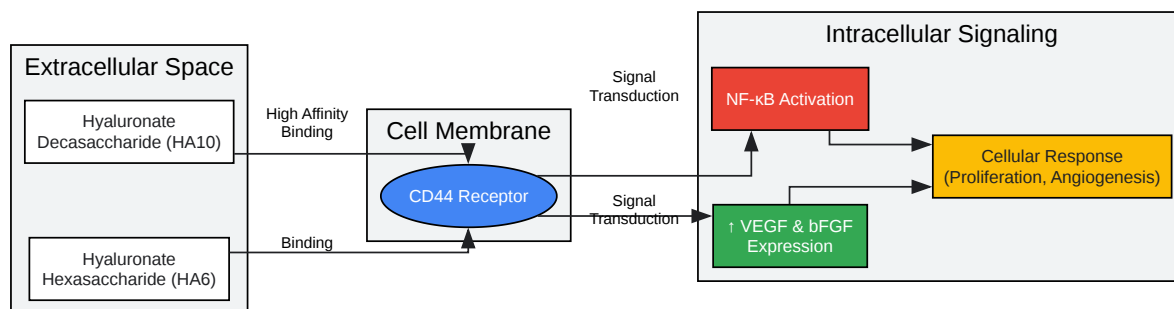 Extracellular Space
Hyaluronate
Decasaccharide (HA10)
Hyaluronate
Hexasaccharide (HA6)
High Affinity
Binding
Binding
Cell Membrane
CD44 Receptor
Signal
Transduction
Signal
Transduction
Intracellular Signaling
NF-κB Activation
↑ VEGF & bFGF
Expression
Cellular Response
(Proliferation, Angiogenesis)